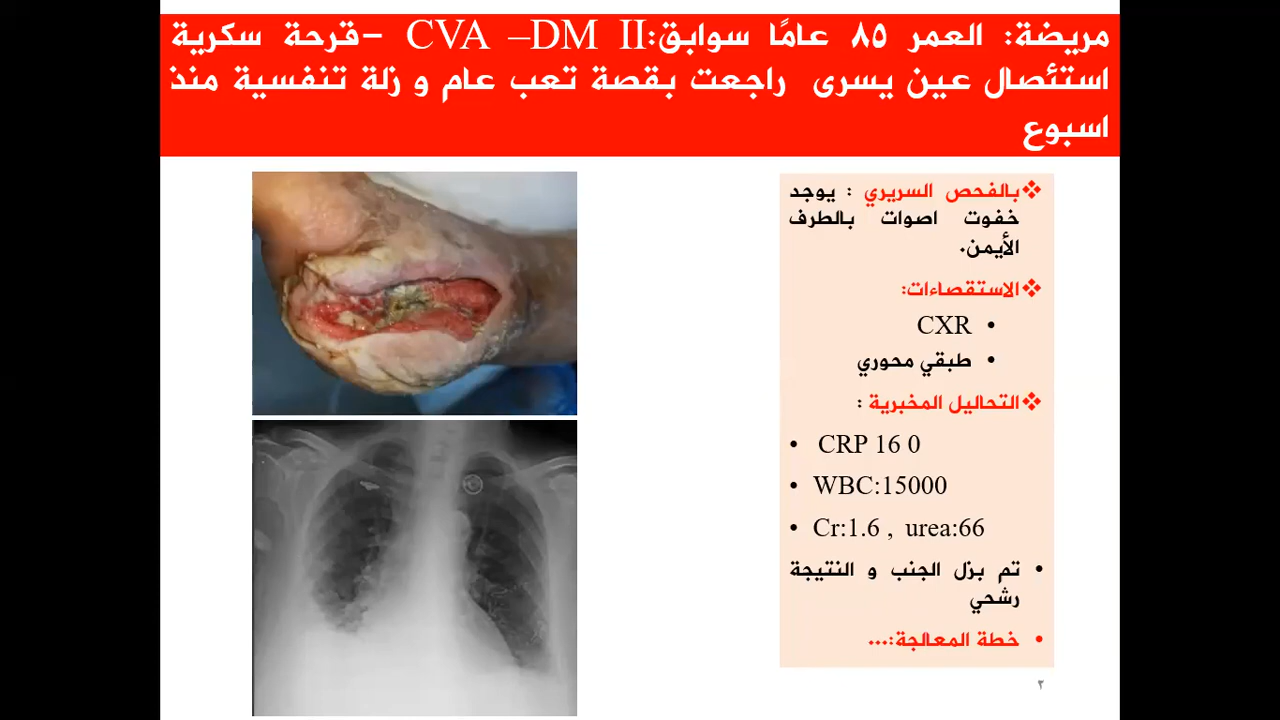 مريضة: العمر ٨٥ عامًا سوابق:CVA –DM II –قرحة سكرية
استئصال عين يسرى راجعت بقصة تعب عام و زلة تنفسية منذ
اسبوع
❖بالفحص السريري : يوجد
خفوت اصوات بالطرف
الأيمن.
❖الاستقصاءات:
• CXR
• طبقي محوري
❖التحاليل المخبرية :
• CRP 16 0
• WBC:15000
• Cr:1.6 , urea:66
• تم بزل الجنب و النتيجة
رشحي
• خطة المعالجة:...
٣